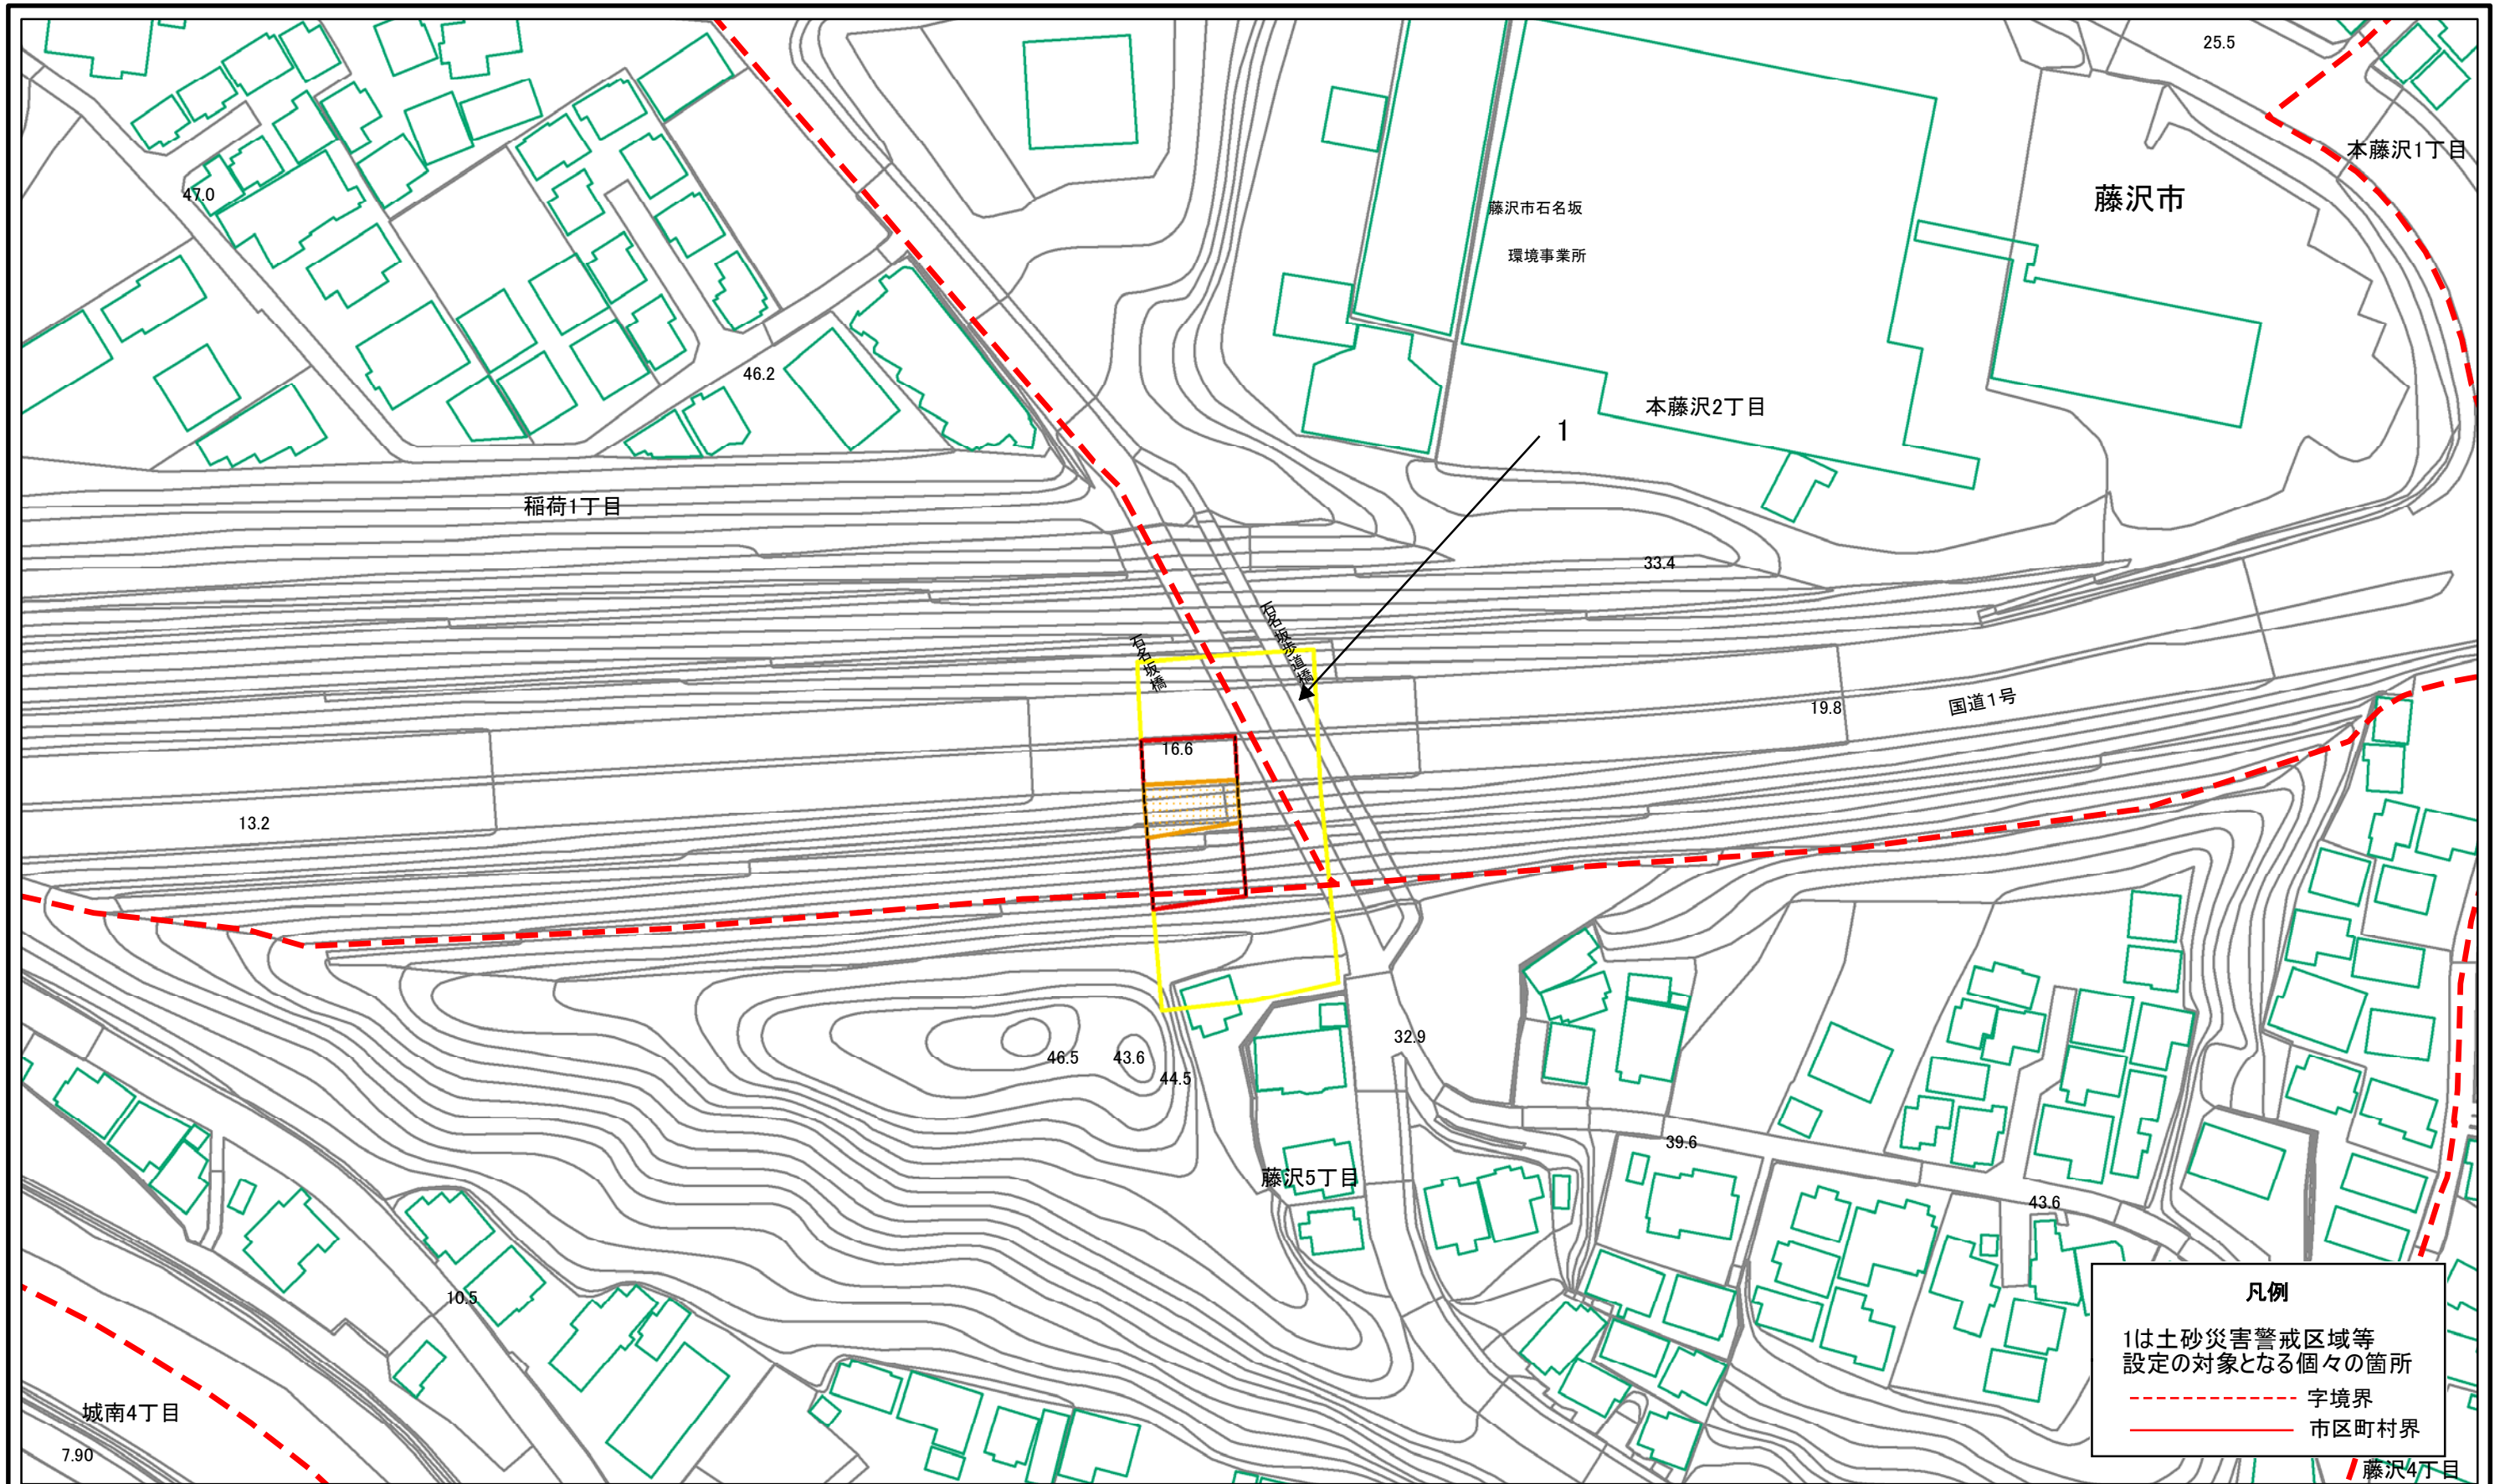 25.5
本藤沢1丁目
47.0
藤沢市
藤沢市石名坂
環境事業所
46.2
本藤沢2丁目
1
稲荷1丁目
33.4
石名坂歩道橋
石名坂橋
国道1号
19.8
16.6
13.2
32.9
46.5
43.6
44.5
39.6
藤沢5丁目
43.6
10.5
城南4丁目
7.90
凡例
1は土砂災害警戒区域等
設定の対象となる個々の箇所
字境界
市区町村界
藤沢4丁目